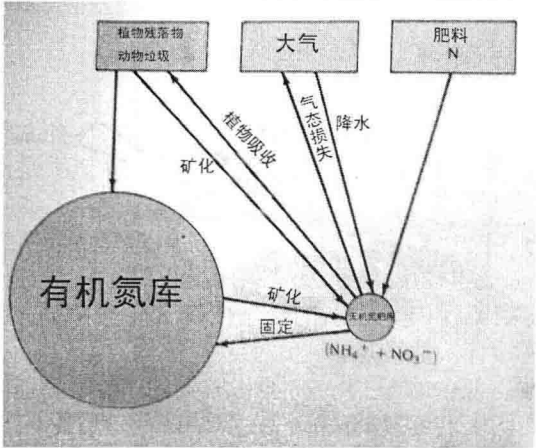 植物残落物
动物垃圾
大气
肥料
N
植物吸收
气态损失
降水
矿化
有机氮库
矿化
固定
(NH₄⁺ + NO₃⁻)